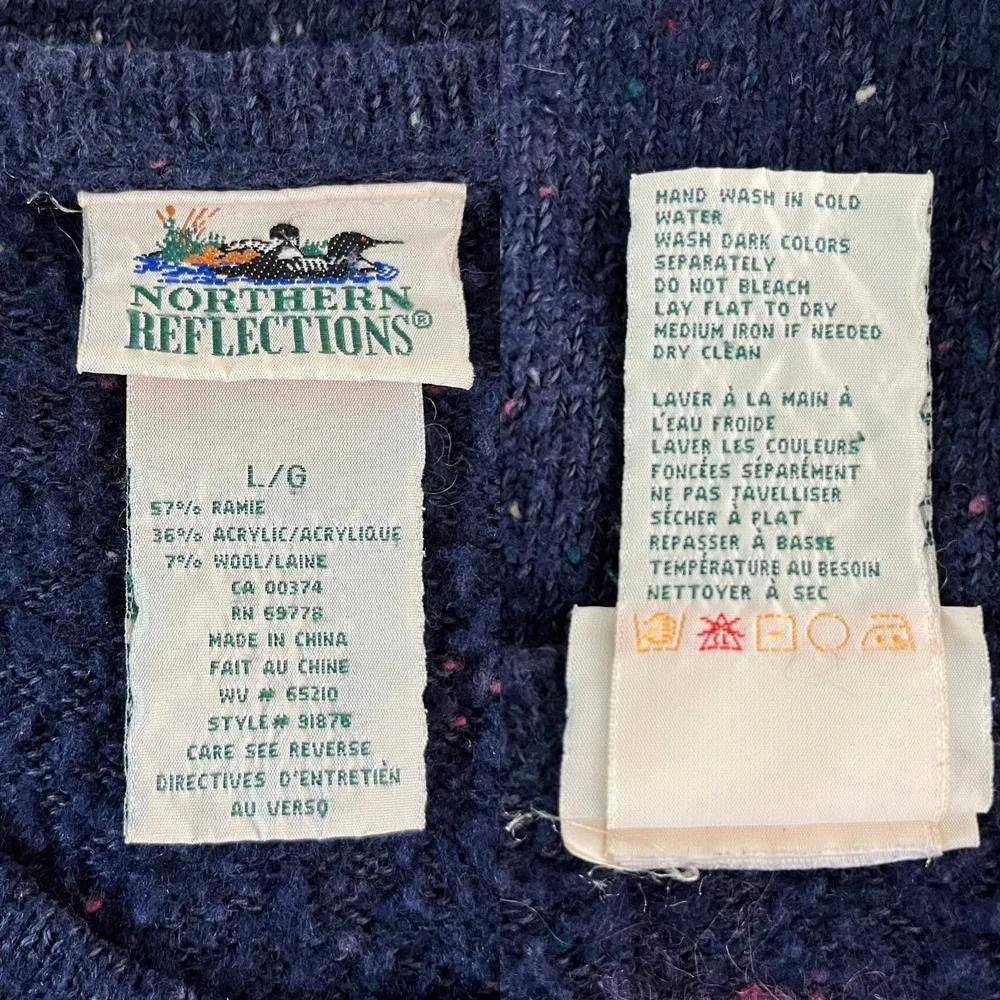 NORTHERN
REFLECTIONS®
L/G
57% RAMIE
36% ACRYLIC/ACRYLIQUE
7% WOOL/LAINE
CA 00374
RN 69778
MADE IN CHINA
FAIT AU CHINE
WU # 65210
STYLE# 91876
CARE SEE REVERSE
DIRECTIVES D'ENTRETIEN
AU VERSO
HAND WASH IN COLD
WATER
WASH DARK COLORS
SEPARATELY
DO NOT BLEACH
LAY FLAT TO DRY
MEDIUM IRON IF NEEDED
DRY CLEAN
LAVER À LA MAIN À
L'EAU FROIDE
LAVER LES COULEURS
FONCÉES SÉPARÉMENT
NE PAS JAVELLISER
SÉCHER À PLAT
REPASSER À BASSE
TEMPÉRATURE AU BESOIN
NETTOYER À SEC
CL